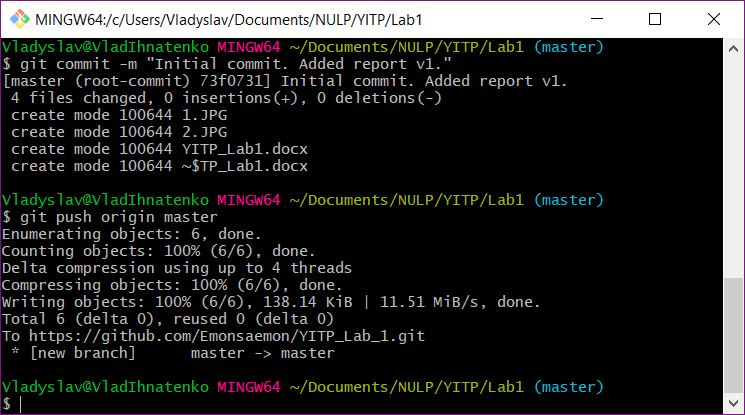 MINGW64:/c/Users/Vladyslav/Documents/NULP/YITP/Lab1
Vladyslav@VladIhnatenko MINGW64 ~/Documents/NULP/YITP/Lab1 (master)
$ git commit -m "Initial commit. Added report v1."
[master (root-commit) 73f0731] Initial commit. Added report v1.
 4 files changed, 0 insertions(+), 0 deletions(-)
 create mode 100644 1.JPG
 create mode 100644 2.JPG
 create mode 100644 YITP_Lab1.docx
 create mode 100644 ~$TP_Lab1.docx
Vladyslav@VladIhnatenko MINGW64 ~/Documents/NULP/YITP/Lab1 (master)
$ git push origin master
Enumerating objects: 6, done.
Counting objects: 100% (6/6), done.
Delta compression using up to 4 threads
Compressing objects: 100% (6/6), done.
Writing objects: 100% (6/6), 138.14 KiB | 11.51 MiB/s, done.
Total 6 (delta 0), reused 0 (delta 0)
To https://github.com/Emonsaemon/YITP_Lab_1.git
 * [new branch]      master -> master
Vladyslav@VladIhnatenko MINGW64 ~/Documents/NULP/YITP/Lab1 (master)
$